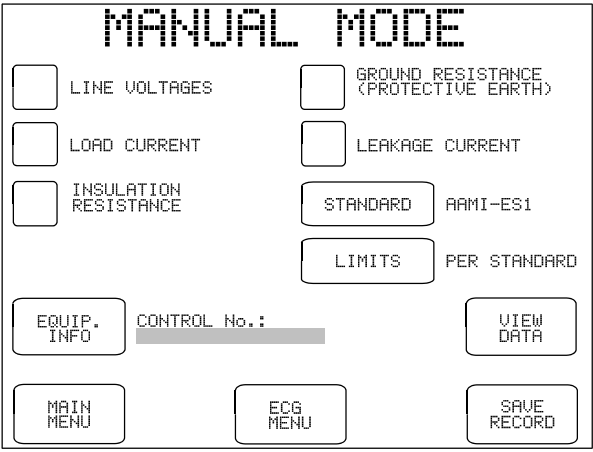 MANUAL MODE
LINE VOLTAGES
GROUND RESISTANCE
(PROTECTIVE EARTH)
LOAD CURRENT
LEAKAGE CURRENT
INSULATION
RESISTANCE
STANDARD AAMI-ES1
LIMITS PER STANDARD
EQUIP.
INFO
CONTROL No.:
VIEW
DATA
MAIN
MENU
ECG
MENU
SAVE
RECORD